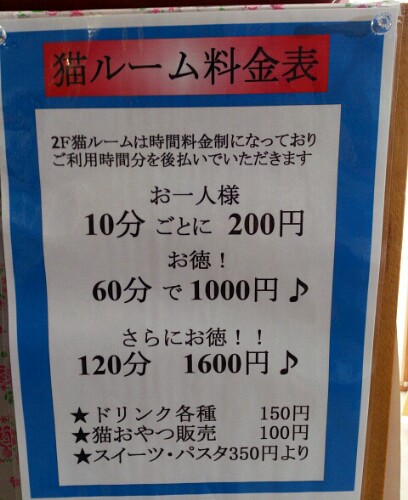 猫ルーム料金表
2F猫ルームは時間料金制になっており
ご利用時間分を後払いでいただきます
お一人様
10分 ごとに 200円
お徳！
60分 で 1000円♪
さらにお徳！！
120分 1600円♪
★ドリンク各種 150円
★猫おやつ販売 100円
★スイーツ・パスタ350円より